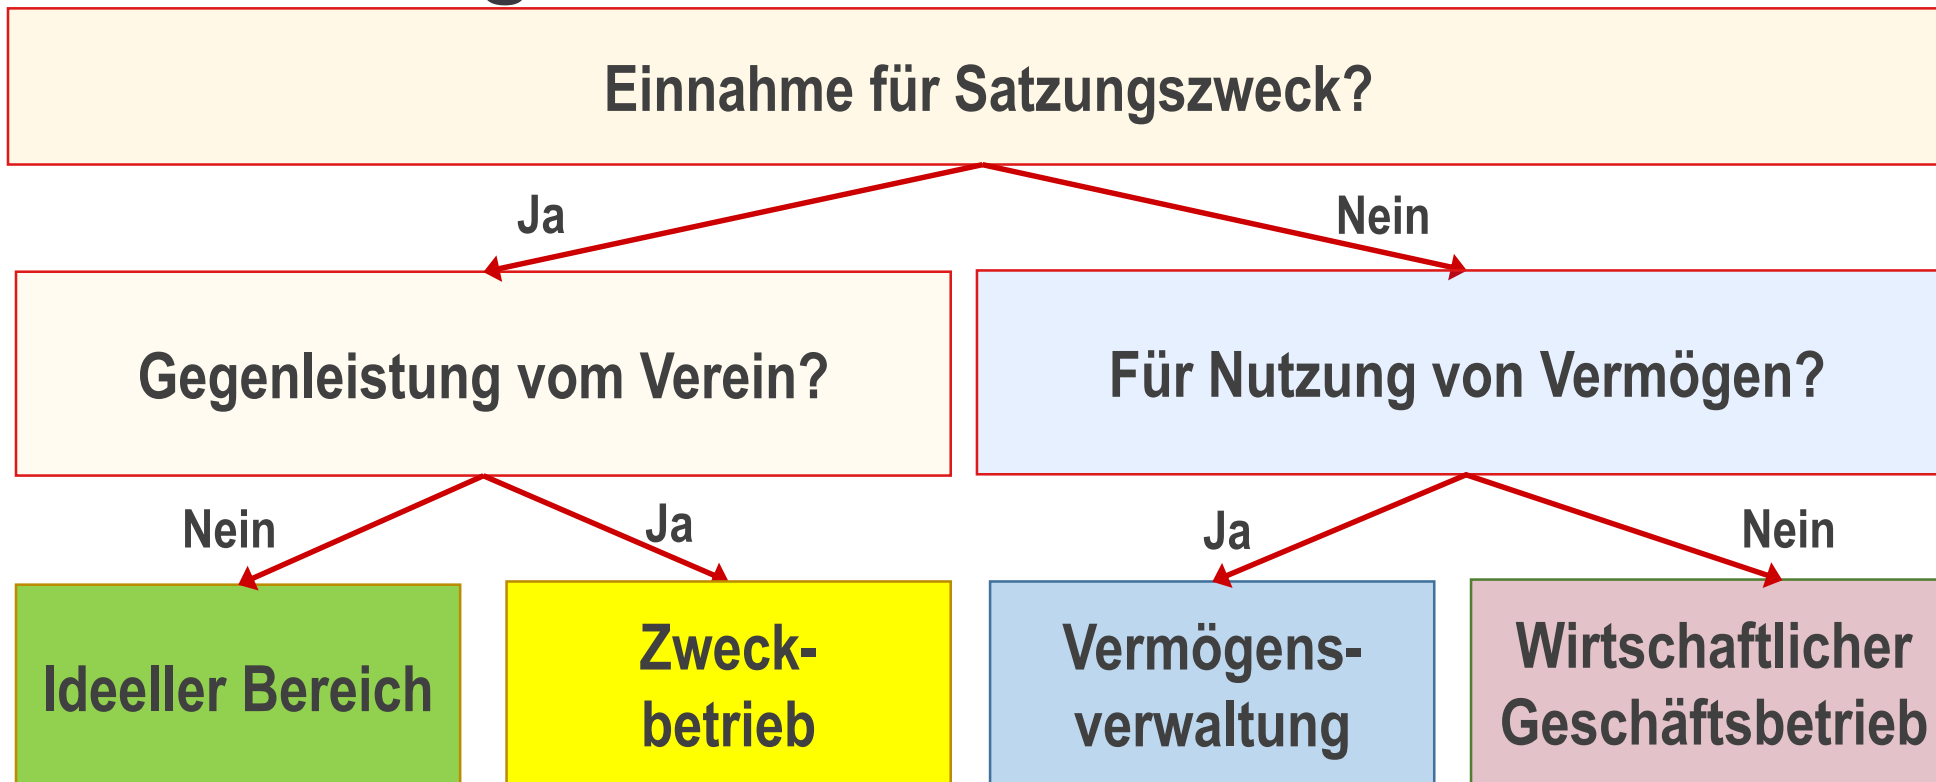 Einnahme für Satzungszweck?
Ja
Nein
Gegenleistung vom Verein?
Für Nutzung von Vermögen?
Nein
Ja
Ja
Nein
Ideeller Bereich
Zweck-
betrieb
Vermögens-
verwaltung
Wirtschaftlicher
Geschäftsbetrieb